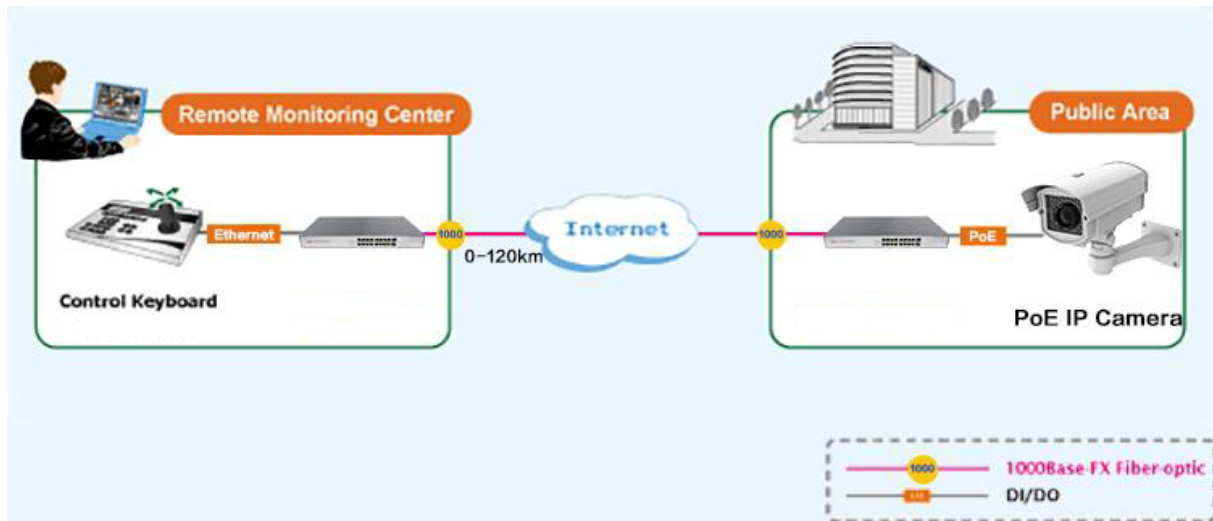 Remote Monitoring Center
Public Area
Ethernet
1000
0-120km
Internet
1000
PoE
Control Keyboard
PoE IP Camera
1000
1000Base-FX Fiber-optic
DI/DO